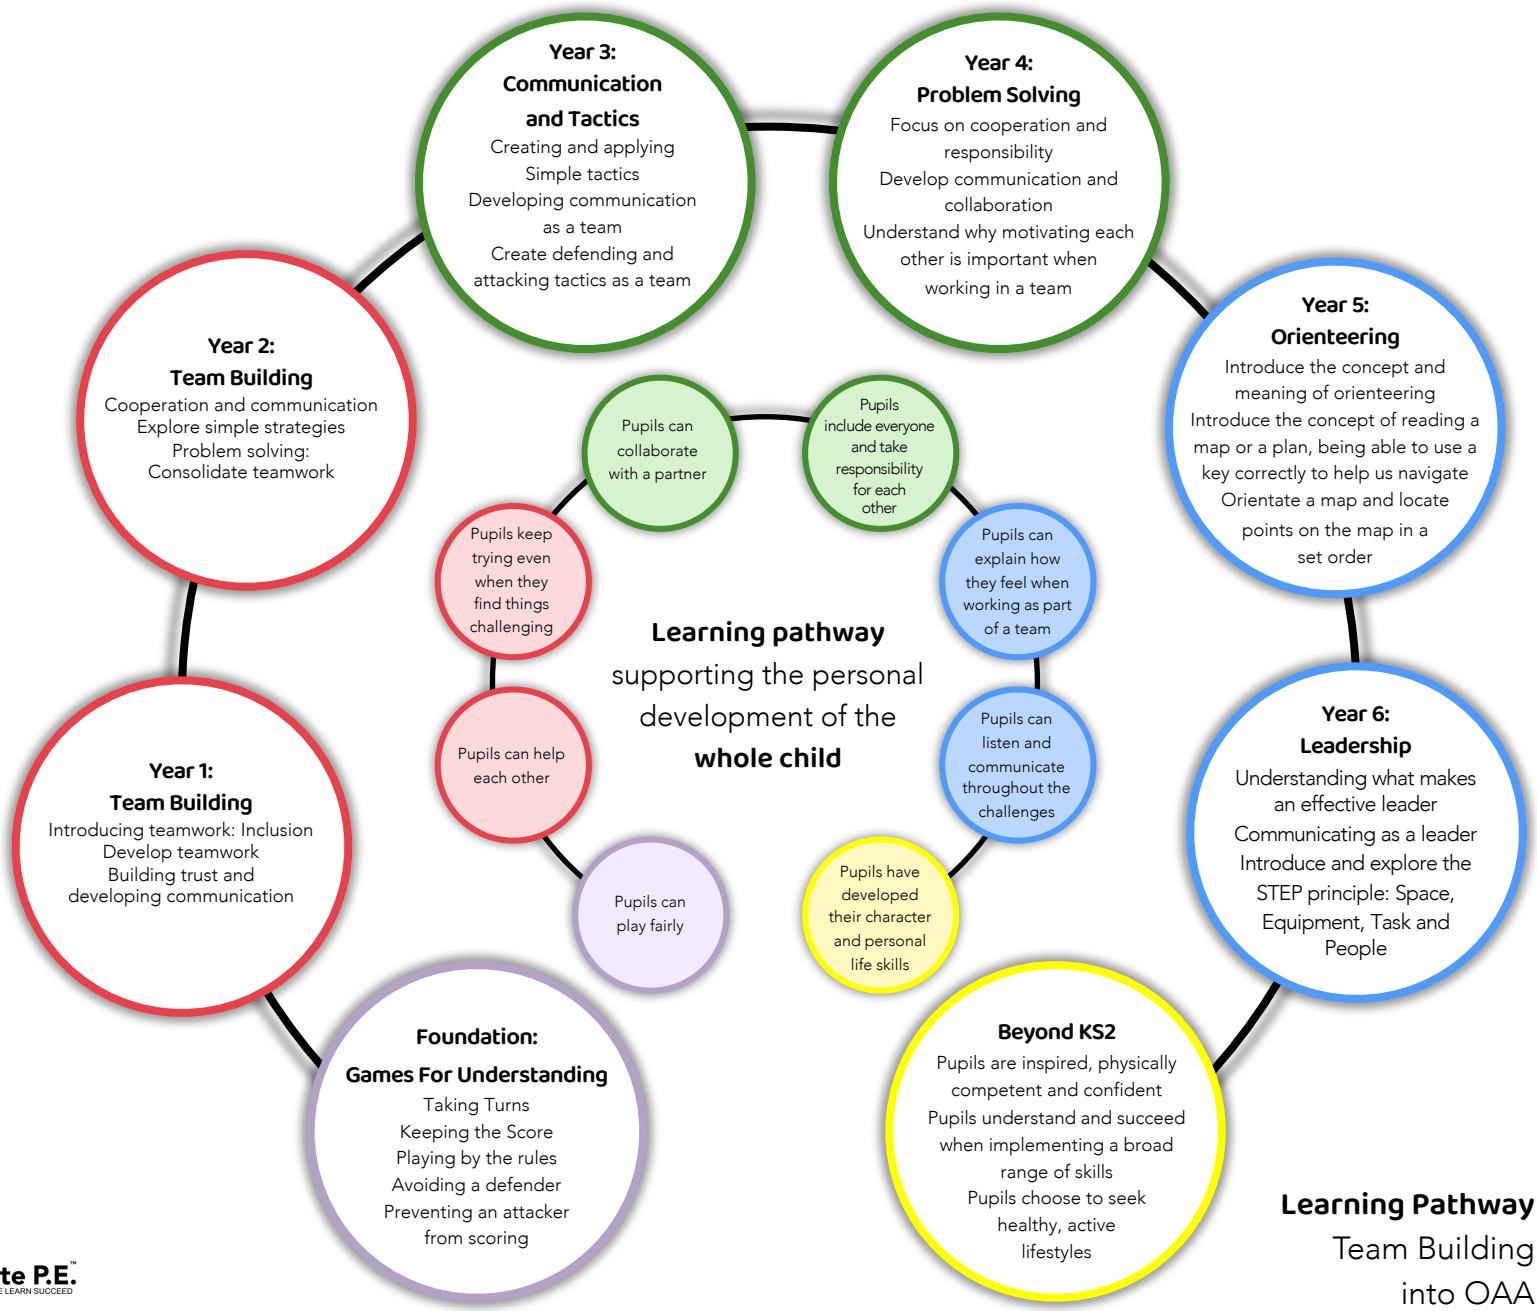 Year 3:
Communication
and Tactics
Creating and applying
Simple tactics
Developing communication
as a team
Create defending and
attacking tactics as a team
Year 4:
Problem Solving
Focus on cooperation and
responsibility
Develop communication and
collaboration
Understand why motivating each
other is important when
working in a team
Year 2:
Team Building
Cooperation and communication
Explore simple strategies
Problem solving:
Consolidate teamwork
Year 5:
Orienteering
Introduce the concept and
meaning of orienteering
Introduce the concept of reading a
map or a plan, being able to use a
key correctly to help us navigate
Orientate a map and locate
points on the map in a
set order
Pupils can
collaborate
with a partner
Pupils
include everyone
and take
responsibility
for each
other
Pupils keep
trying even
when they
find things
challenging
Pupils can
explain how
they feel when
working as part
of a team
Learning pathway
supporting the personal
development of the
whole child
Pupils can help
each other
Pupils can
listen and
communicate
throughout the
challenges
Pupils can
play fairly
Pupils have
developed
their character
and personal
life skills
Year 1:
Team Building
Introducing teamwork: Inclusion
Develop teamwork
Building trust and
developing communication
Year 6:
Leadership
Understanding what makes
an effective leader
Communicating as a leader
Introduce and explore the
STEP principle: Space,
Equipment, Task and
People
Foundation:
Games For Understanding
Taking Turns
Keeping the Score
Playing by the rules
Avoiding a defender
Preventing an attacker
from scoring
Beyond KS2
Pupils are inspired, physically
competent and confident
Pupils understand and succeed
when implementing a broad
range of skills
Pupils choose to seek
healthy, active
lifestyles
Learning Pathway
Team Building
into OAA
te P.E.™
E LEARN SUCCEED